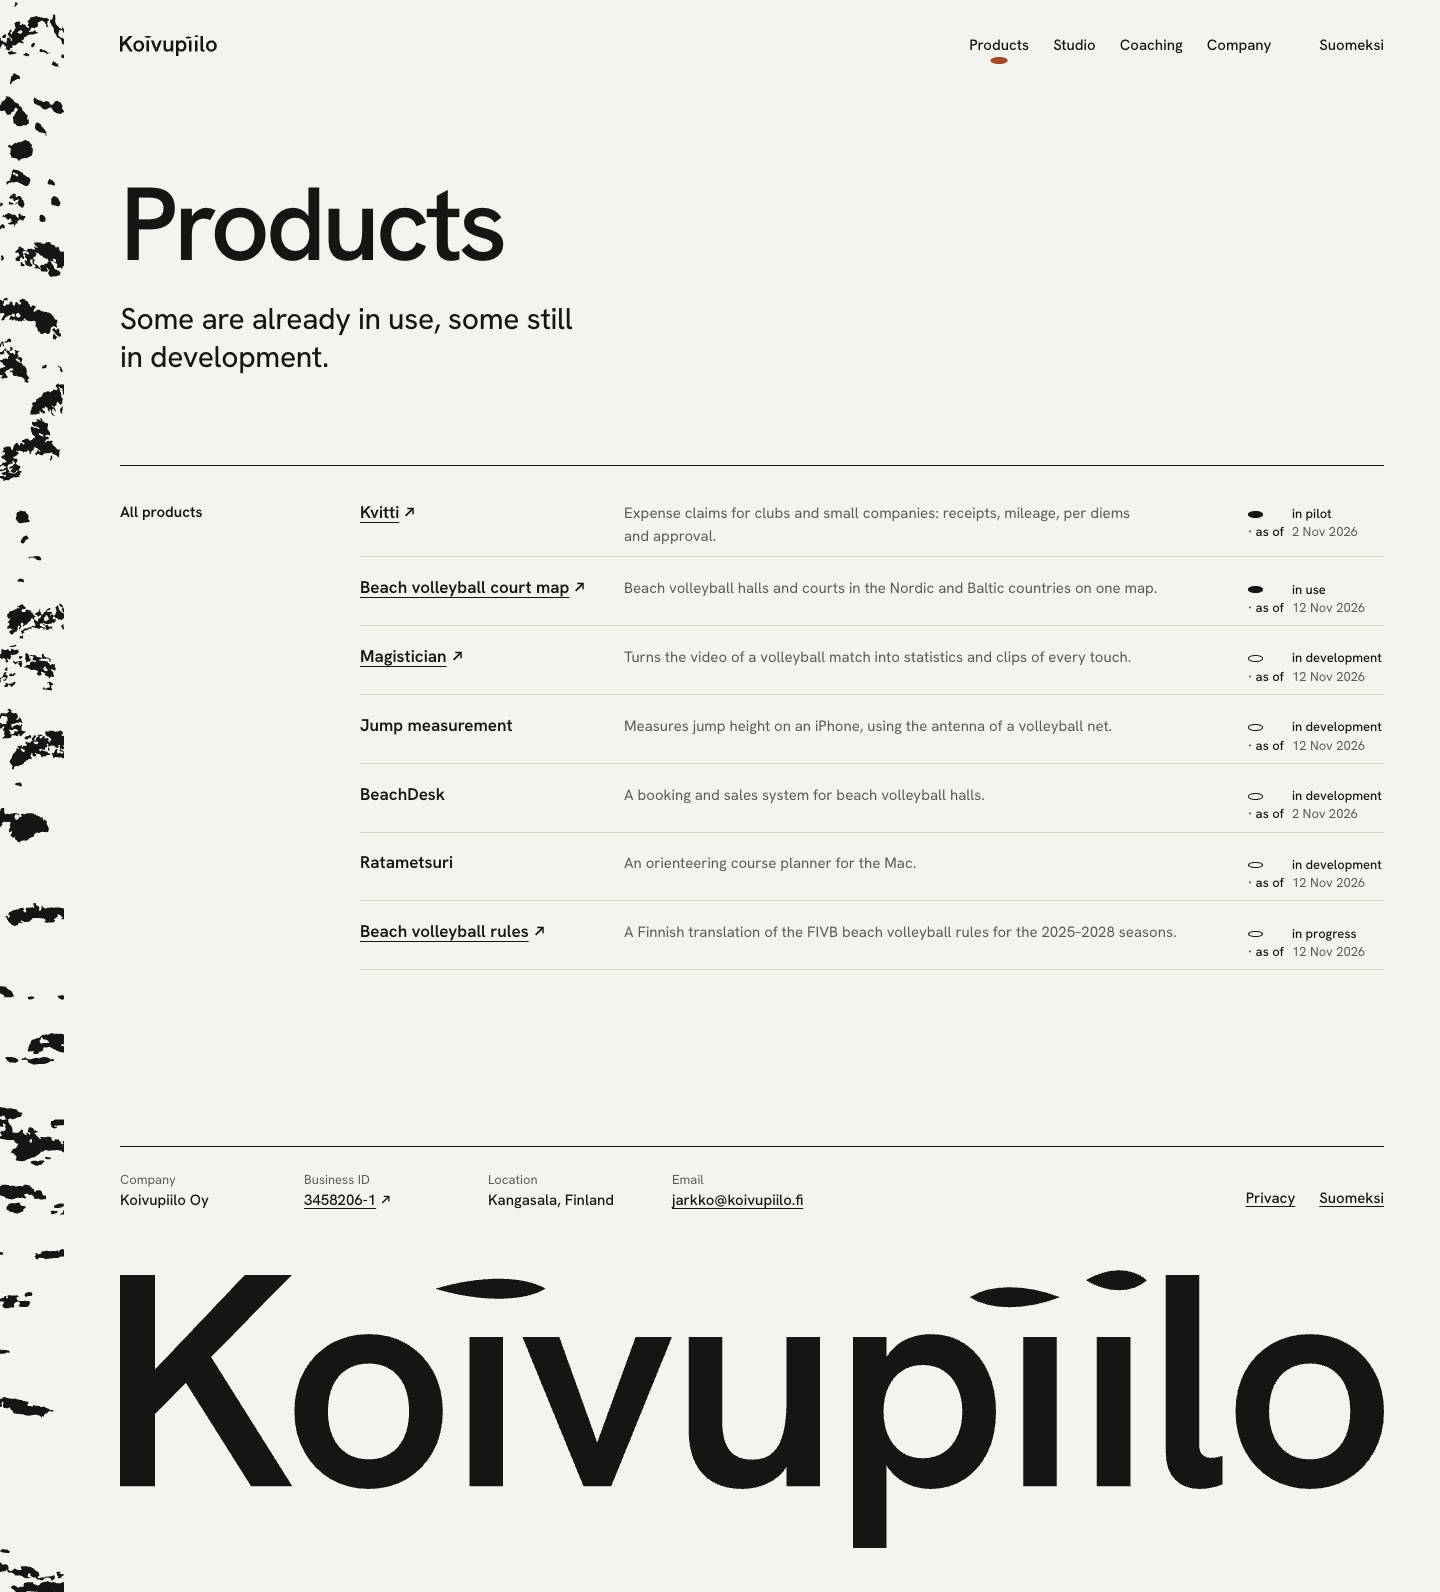 Koivupiilo
Products Studio Coaching Company Suomeksi
Products
Some are already in use, some still
in development.
All products
Kvitti ↗
Expense claims for clubs and small companies: receipts, mileage, per diems
and approval.
in pilot
· as of 2 Nov 2026
Beach volleyball court map ↗
Beach volleyball halls and courts in the Nordic and Baltic countries on one map.
in use
· as of 12 Nov 2026
Magistician ↗
Turns the video of a volleyball match into statistics and clips of every touch.
in development
· as of 12 Nov 2026
Jump measurement
Measures jump height on an iPhone, using the antenna of a volleyball net.
in development
· as of 12 Nov 2026
BeachDesk
A booking and sales system for beach volleyball halls.
in development
· as of 2 Nov 2026
Ratametsuri
An orienteering course planner for the Mac.
in development
· as of 12 Nov 2026
Beach volleyball rules ↗
A Finnish translation of the FIVB beach volleyball rules for the 2025–2028 seasons.
in progress
· as of 12 Nov 2026
Company
Koivupiilo Oy
Business ID
3458206-1 ↗
Location
Kangasala, Finland
Email
jarkko@koivupiilo.fi
Privacy Suomeksi
Koivupiilo